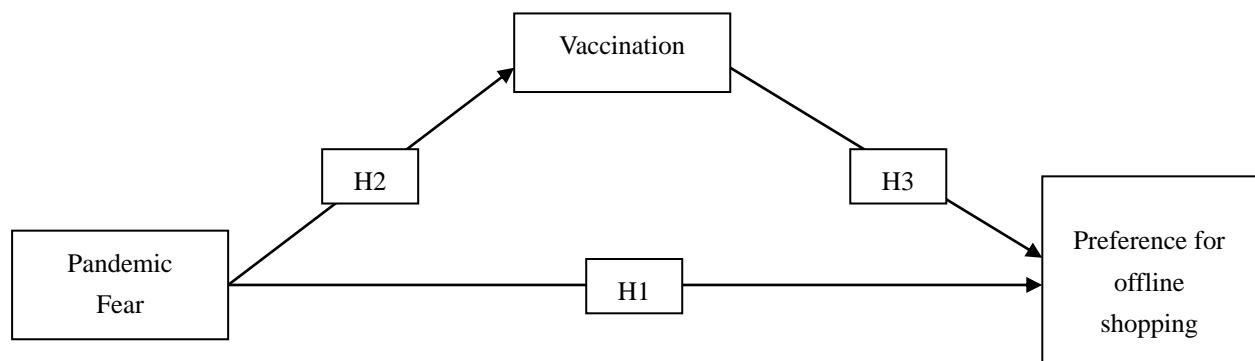 Vaccination
H2
H3
Pandemic
Fear
H1
Preference for
offline
shopping